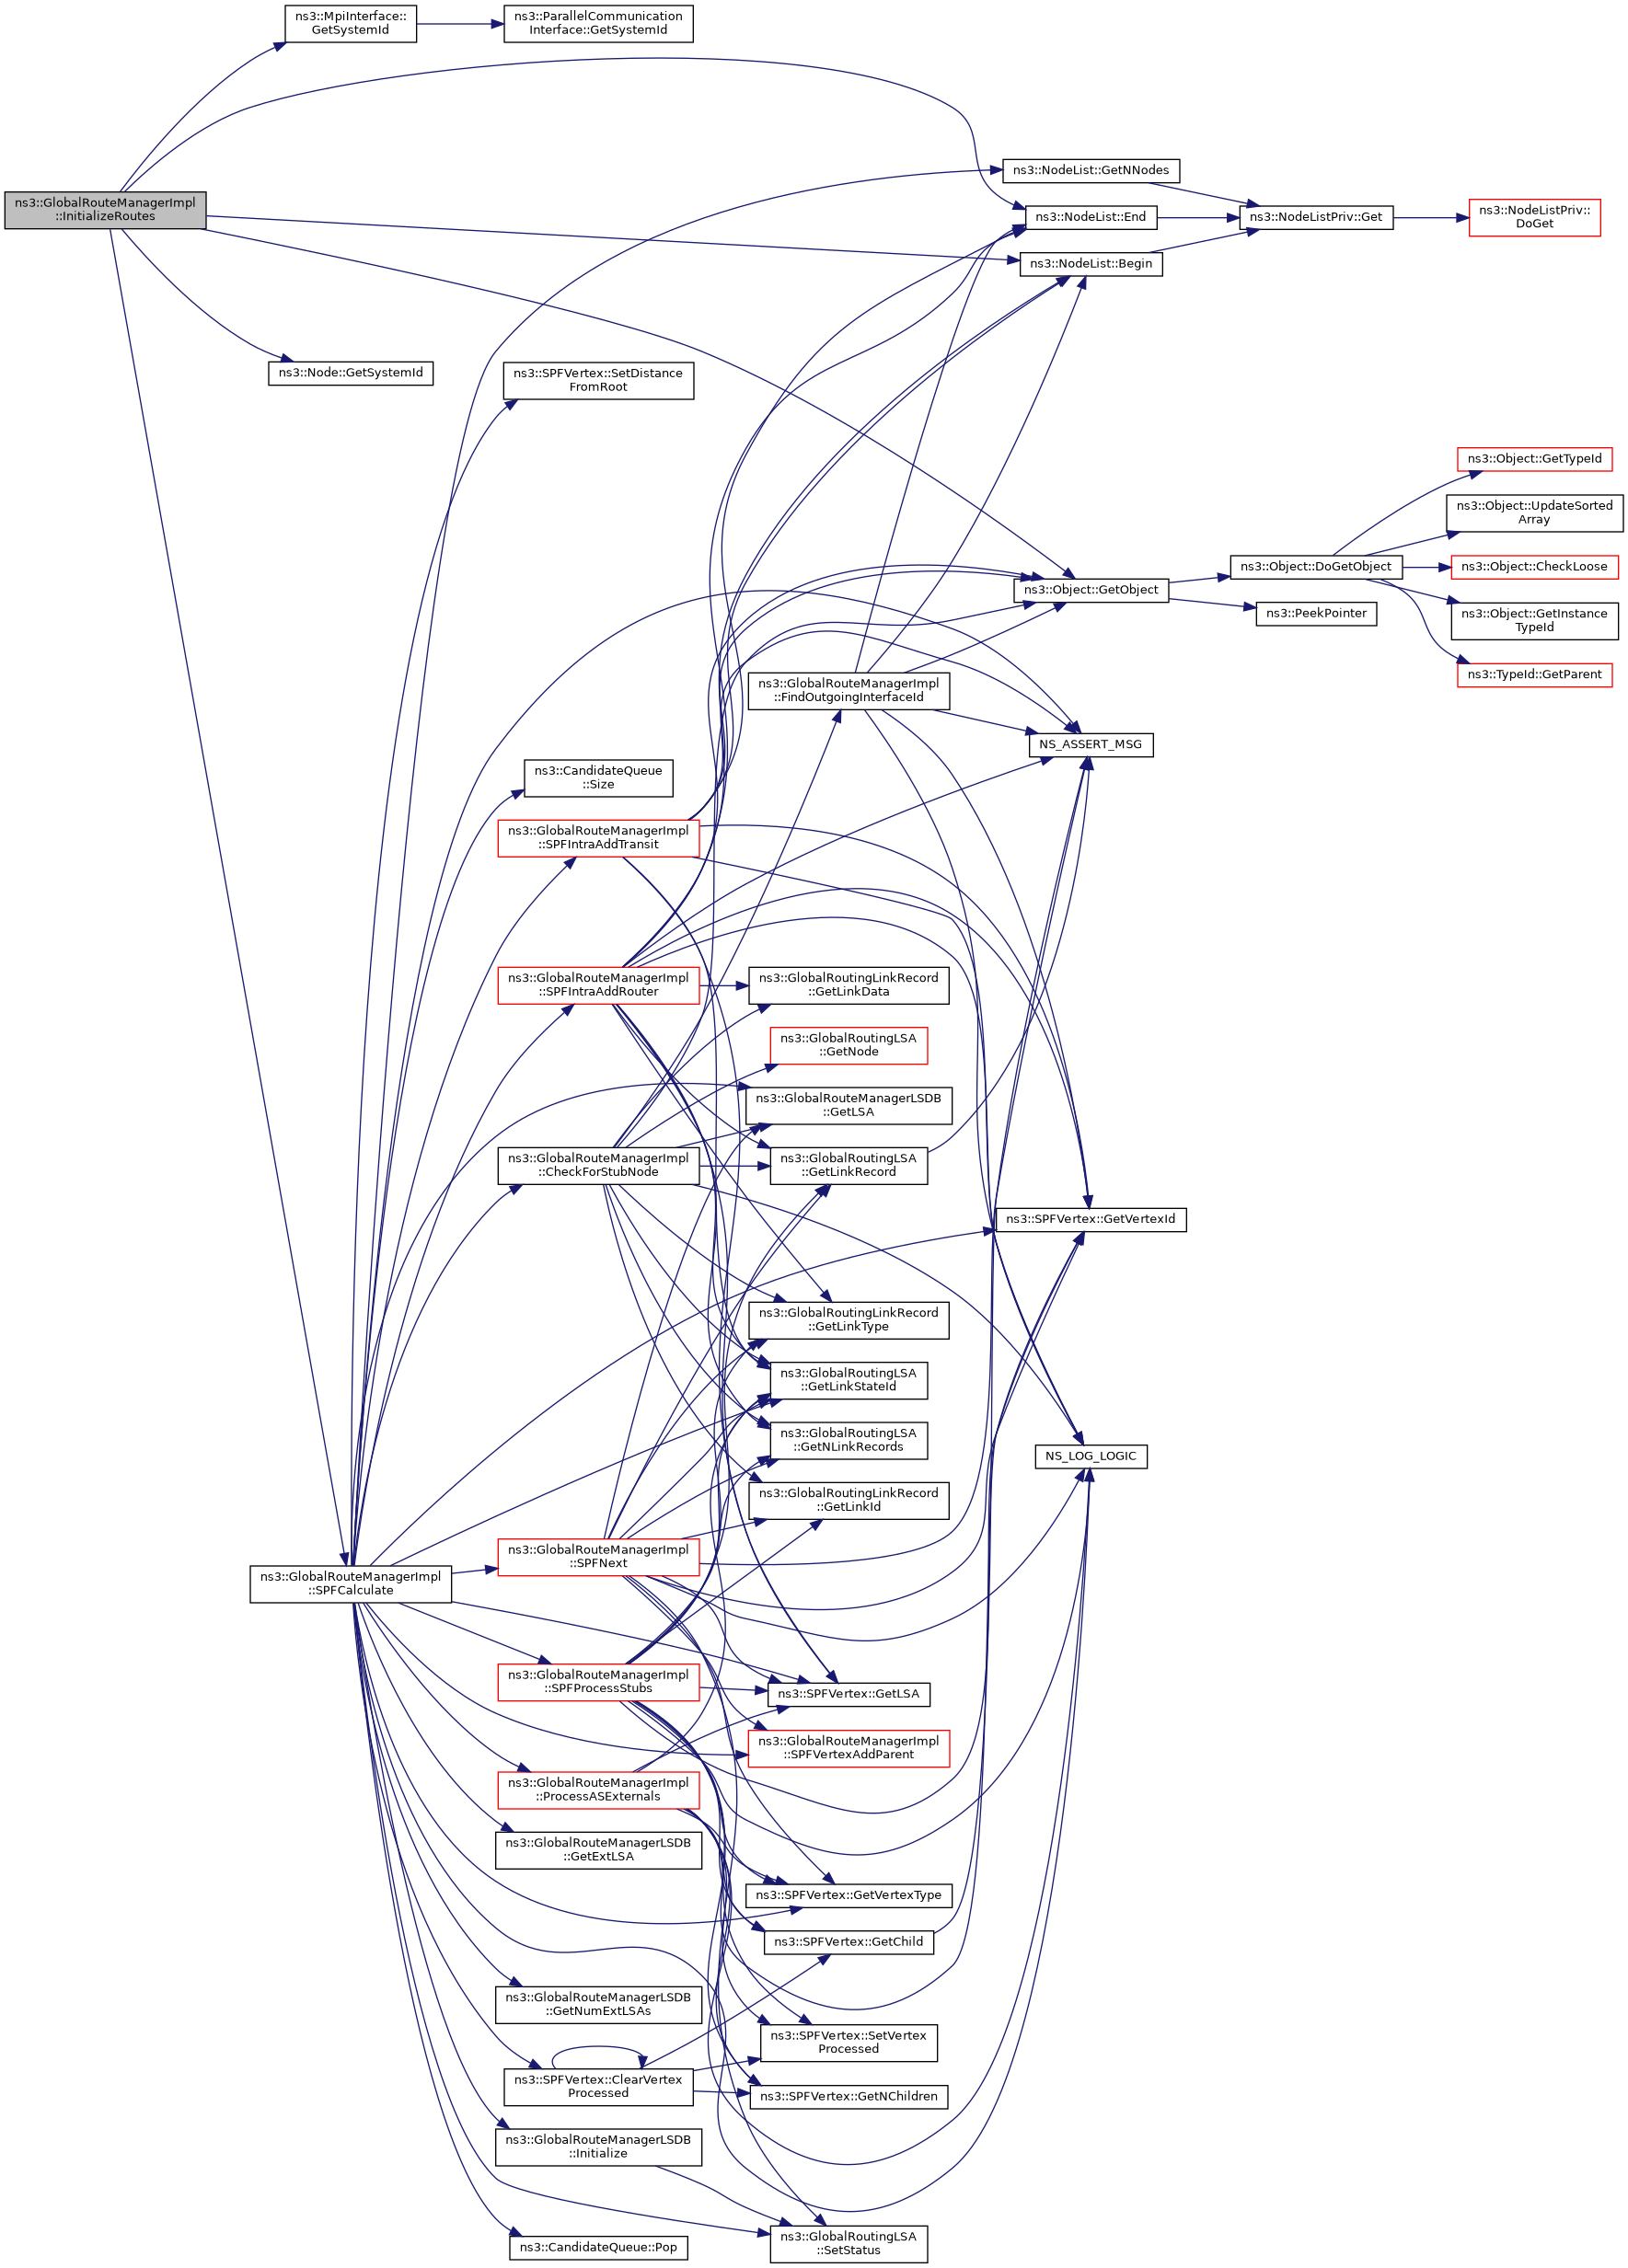 ns3::MpiInterface::
GetSystemId
ns3::ParallelCommunication
Interface::GetSystemId
ns3::NodeList::GetNNodes
ns3::GlobalRouteManagerImpl
::InitializeRoutes
ns3::NodeList::End
ns3::NodeListPriv::Get
ns3::NodeListPriv::
DoGet
ns3::NodeList::Begin
ns3::Node::GetSystemId
ns3::SPFVertex::SetDistance
FromRoot
ns3::Object::GetTypeId
ns3::Object::UpdateSorted
Array
ns3::Object::DoGetObject
ns3::Object::CheckLoose
ns3::Object::GetObject
ns3::PeekPointer
ns3::Object::GetInstance
TypeId
ns3::TypeId::GetParent
ns3::GlobalRouteManagerImpl
::FindOutgoingInterfaceId
NS_ASSERT_MSG
ns3::CandidateQueue
::Size
ns3::GlobalRouteManagerImpl
::SPFIntraAddTransit
ns3::GlobalRouteManagerImpl
::SPFIntraAddRouter
ns3::GlobalRoutingLinkRecord
::GetLinkData
ns3::GlobalRoutingLSA
::GetNode
ns3::GlobalRouteManagerLSDB
::GetLSA
ns3::GlobalRouteManagerImpl
::CheckForStubNode
ns3::GlobalRoutingLSA
::GetLinkRecord
ns3::SPFVertex::GetVertexId
ns3::GlobalRoutingLinkRecord
::GetLinkType
ns3::GlobalRoutingLSA
::GetLinkStateId
ns3::GlobalRoutingLSA
::GetNLinkRecords
NS_LOG_LOGIC
ns3::GlobalRoutingLinkRecord
::GetLinkId
ns3::GlobalRouteManagerImpl
::SPFNext
ns3::GlobalRouteManagerImpl
::SPFCalculate
ns3::GlobalRouteManagerImpl
::SPFProcessStubs
ns3::SPFVertex::GetLSA
ns3::GlobalRouteManagerImpl
::SPFVertexAddParent
ns3::GlobalRouteManagerImpl
::ProcessASExternals
ns3::GlobalRouteManagerLSDB
::GetExtLSA
ns3::SPFVertex::GetVertexType
ns3::SPFVertex::GetChild
ns3::GlobalRouteManagerLSDB
::GetNumExtLSAs
ns3::SPFVertex::SetVertex
Processed
ns3::SPFVertex::ClearVertex
Processed
ns3::SPFVertex::GetNChildren
ns3::GlobalRouteManagerLSDB
::Initialize
ns3::GlobalRoutingLSA
::SetStatus
ns3::CandidateQueue::Pop